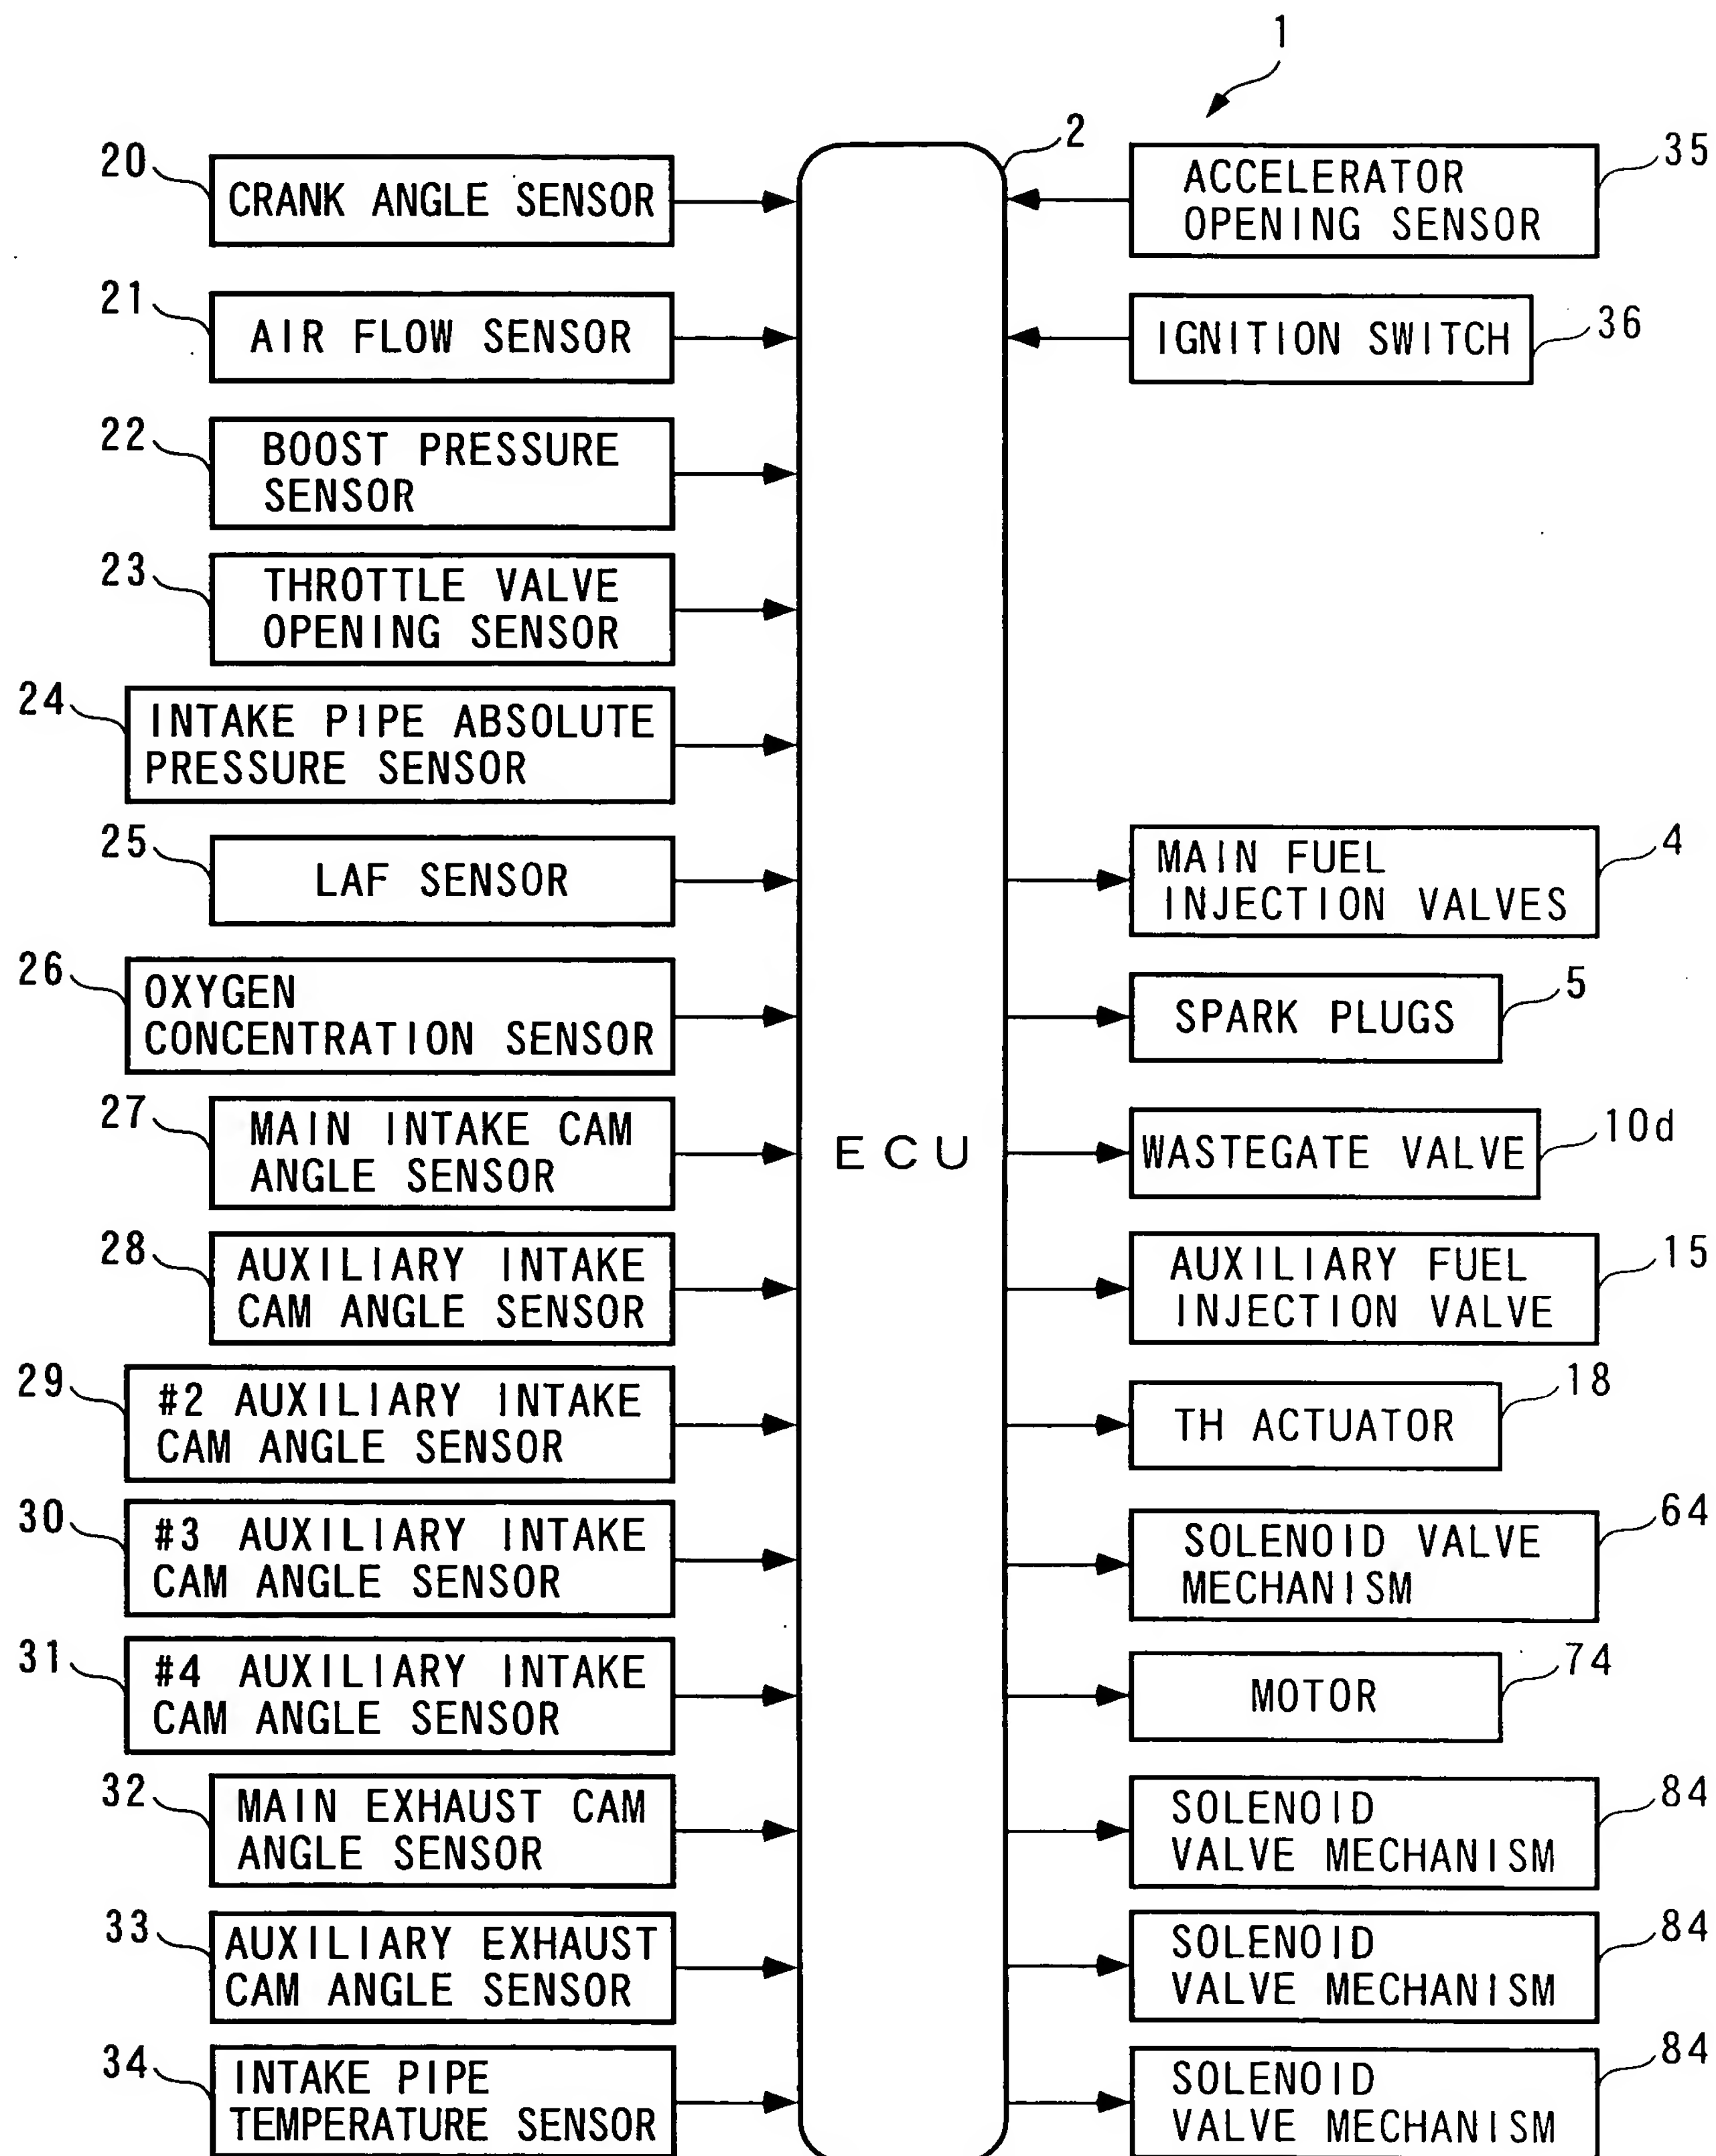 1
2
20
CRANK ANGLE SENSOR
21
AIR FLOW SENSOR
22
BOOST PRESSURE
SENSOR
23
THROTTLE VALVE
OPENING SENSOR
24
INTAKE PIPE ABSOLUTE
PRESSURE SENSOR
25
LAF SENSOR
26
OXYGEN
CONCENTRATION SENSOR
27
MAIN INTAKE CAM
ANGLE SENSOR
28
AUXILIARY INTAKE
CAM ANGLE SENSOR
29
#2 AUXILIARY INTAKE
CAM ANGLE SENSOR
30
#3 AUXILIARY INTAKE
CAM ANGLE SENSOR
31
#4 AUXILIARY INTAKE
CAM ANGLE SENSOR
32
MAIN EXHAUST CAM
ANGLE SENSOR
33
AUXILIARY EXHAUST
CAM ANGLE SENSOR
34
INTAKE PIPE
TEMPERATURE SENSOR
ECU
35
ACCELERATOR
OPENING SENSOR
36
IGNITION SWITCH
4
MAIN FUEL
INJECTION VALVES
5
SPARK PLUGS
10d
WASTEGATE VALVE
15
AUXILIARY FUEL
INJECTION VALVE
18
TH ACTUATOR
64
SOLENOID VALVE
MECHANISM
74
MOTOR
84
SOLENOID
VALVE MECHANISM
84
SOLENOID
VALVE MECHANISM
84
SOLENOID
VALVE MECHANISM